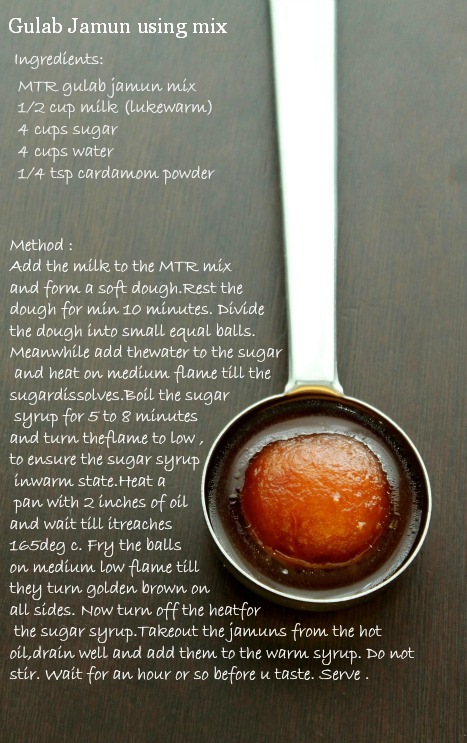 Gulab Jamun using mix
Ingredients:
MTR gulab jamun mix
1/2 cup milk (lukewarm)
4 cups sugar
4 cups water
1/4 tsp cardamom powder
Method :
Add the milk to the MTR mix
and form a soft dough.Rest the
dough for min 10 minutes. Divide
the dough into small equal balls.
Meanwhile add thewater to the sugar
and heat on medium flame till the
sugardissolves.Boil the sugar
syrup for 5 to 8 minutes
and turn theflame to low ,
to ensure the sugar syrup
inwarm state.Heat a
pan with 2 inches of oil
and wait till itreaches
165deg c. Fry the balls
on medium low flame till
they turn golden brown on
all sides. Now turn off the heatfor
the sugar syrup.Takeout the jamuns from the hot
oil,drain well and add them to the warm syrup. Do not
stir. Wait for an hour or so before u taste. Serve .